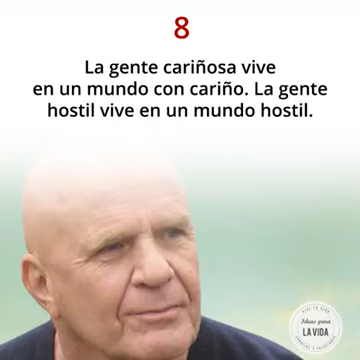 8
La gente cariñosa vive
en un mundo con cariño. La gente
hostil vive en un mundo hostil.
Ideas para
LA VIDA